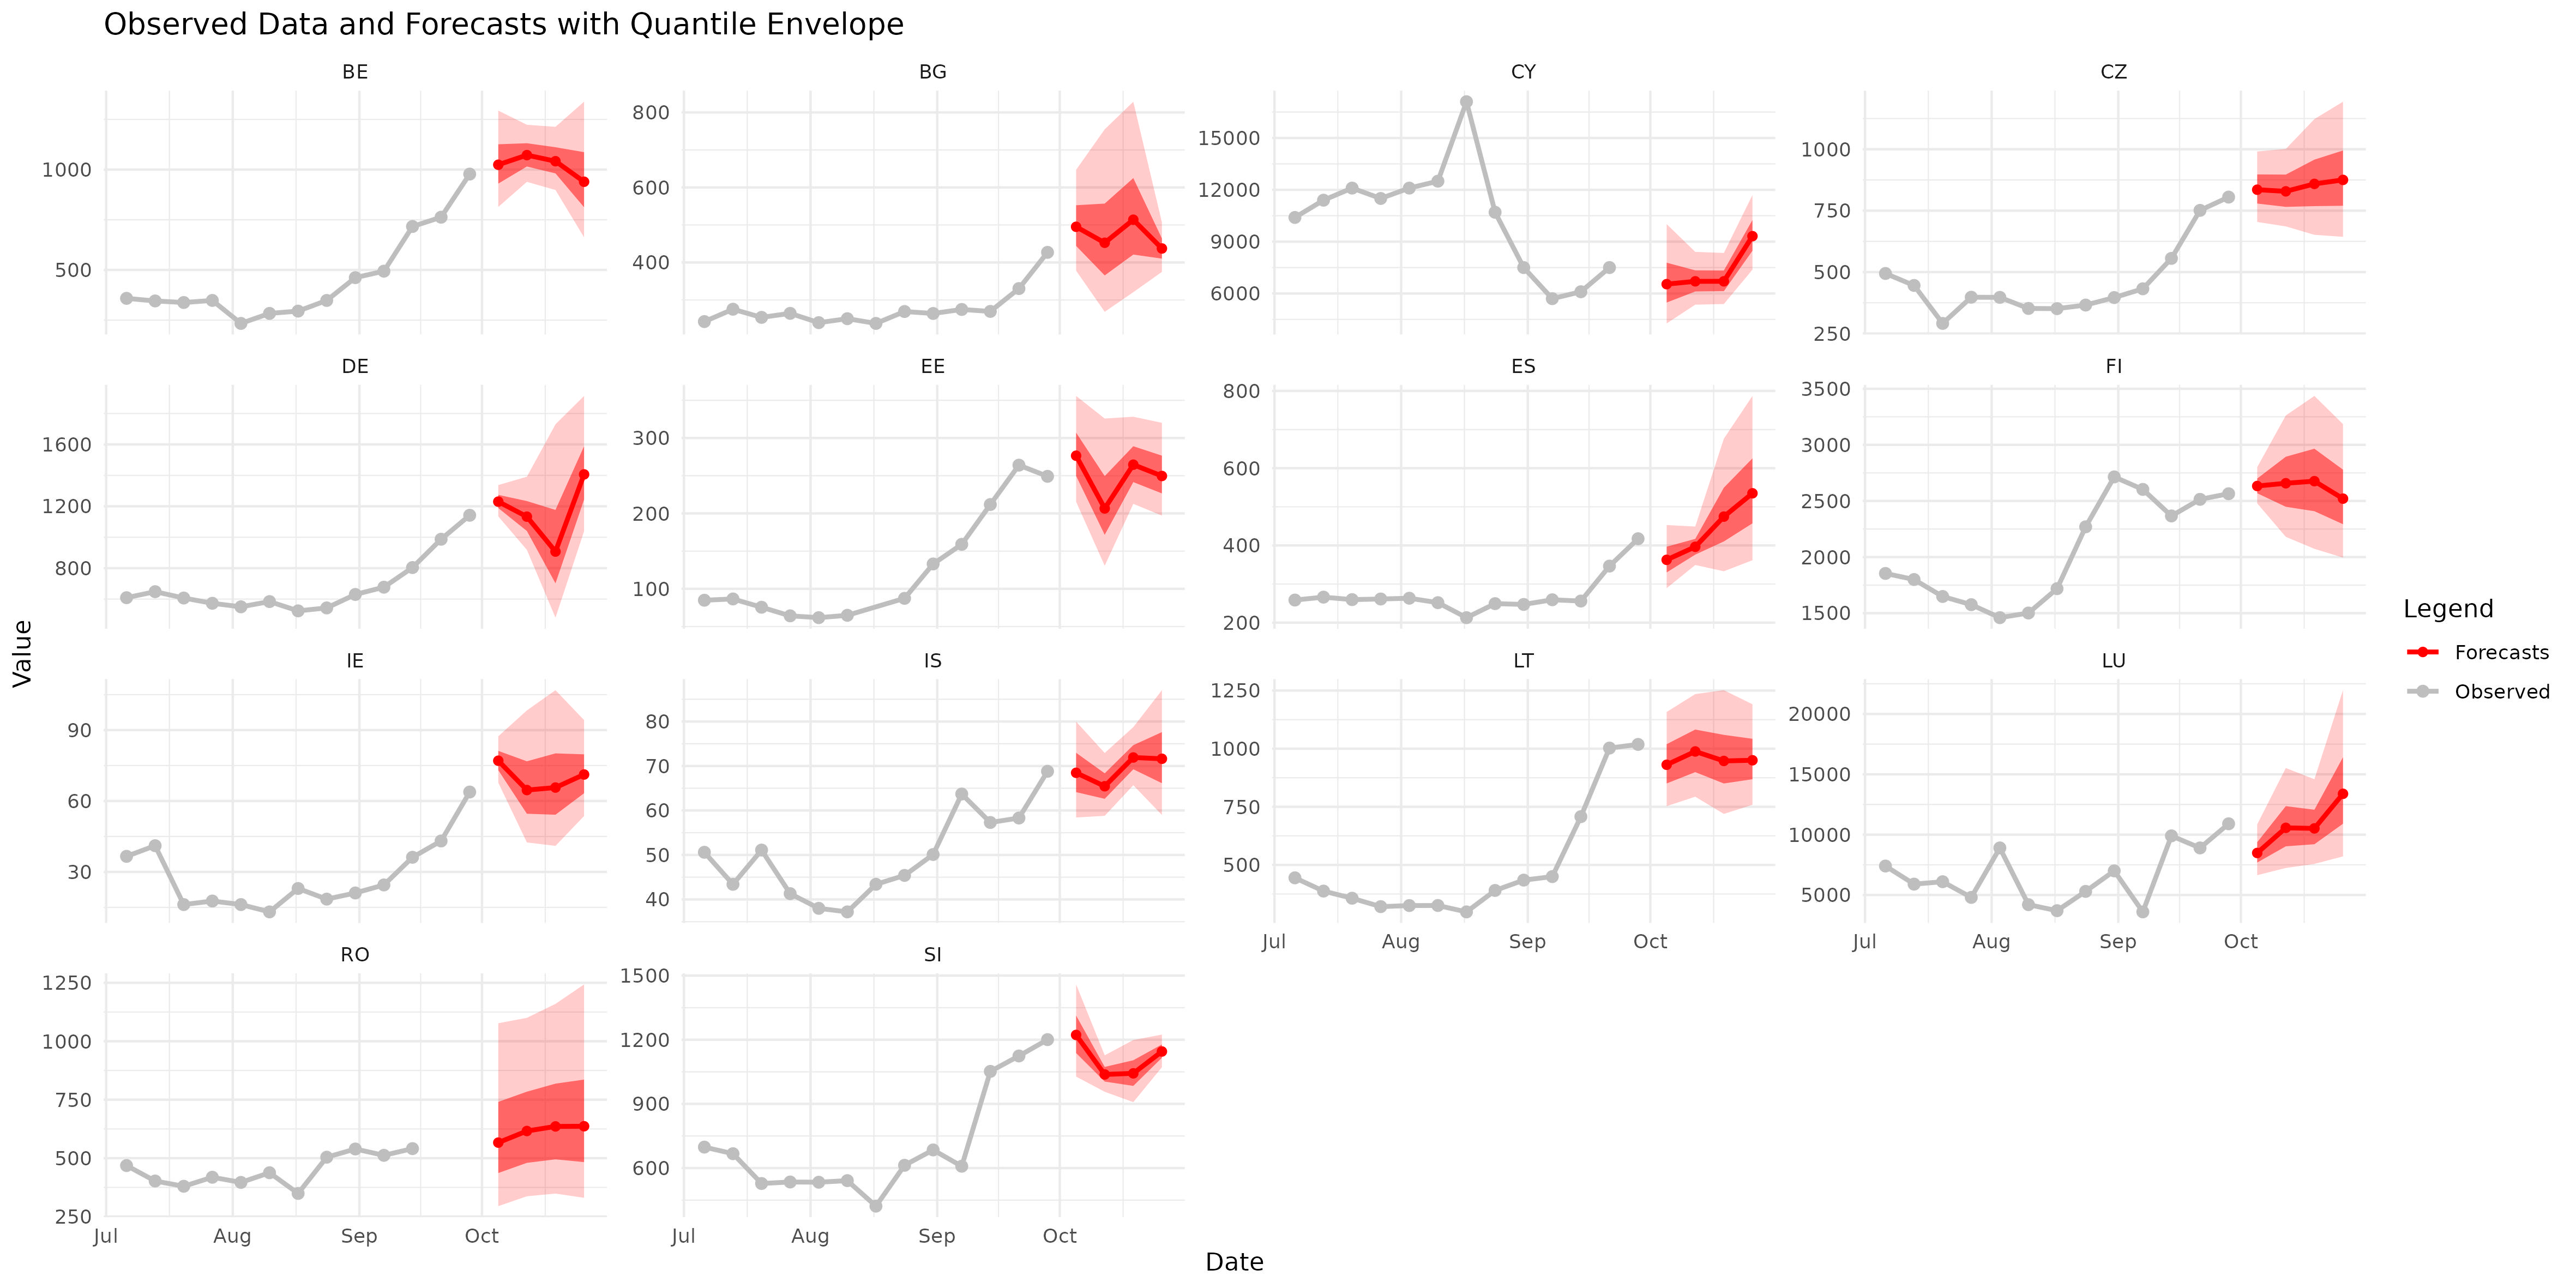 Observed Data and Forecasts with Quantile Envelope
BE
BG
CY
CZ
1000
500
800
600
400
15000
12000
9000
6000
1000
750
500
250
DE
EE
ES
FI
1600
1200
800
300
200
100
800
600
400
200
3500
3000
2500
2000
1500
Value
Legend
Forecasts
Observed
IE
IS
LT
LU
90
60
30
80
70
60
50
40
1250
1000
750
500
20000
15000
10000
5000
Jul Aug Sep Oct
Jul Aug Sep Oct
RO
SI
1250
1000
750
500
250
1500
1200
900
600
Jul Aug Sep Oct
Jul Aug Sep Oct
Date